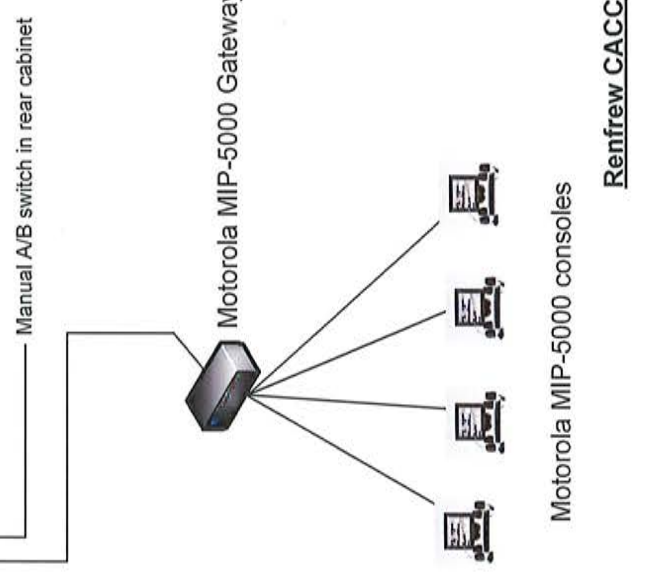 Manual A/B switch in rear cabinet
Motorola MIP-5000 Gateway
Motorola MIP-5000 consoles
Renfrew CACC